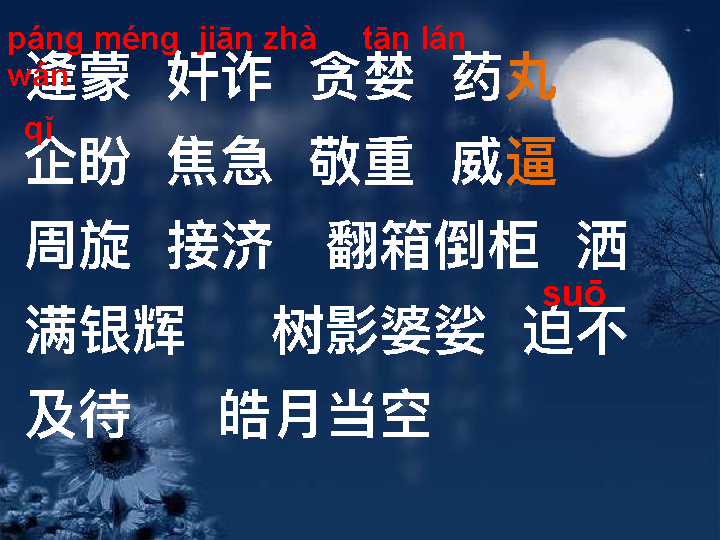 páng méng jiān zhà tān lán
wán
逢蒙 奸诈 贪婪 药丸
qǐ
企盼 焦急 敬重 威逼
周旋 接济 翻箱倒柜 洒
suō
满银辉 树影婆娑 迫不
及待 皓月当空